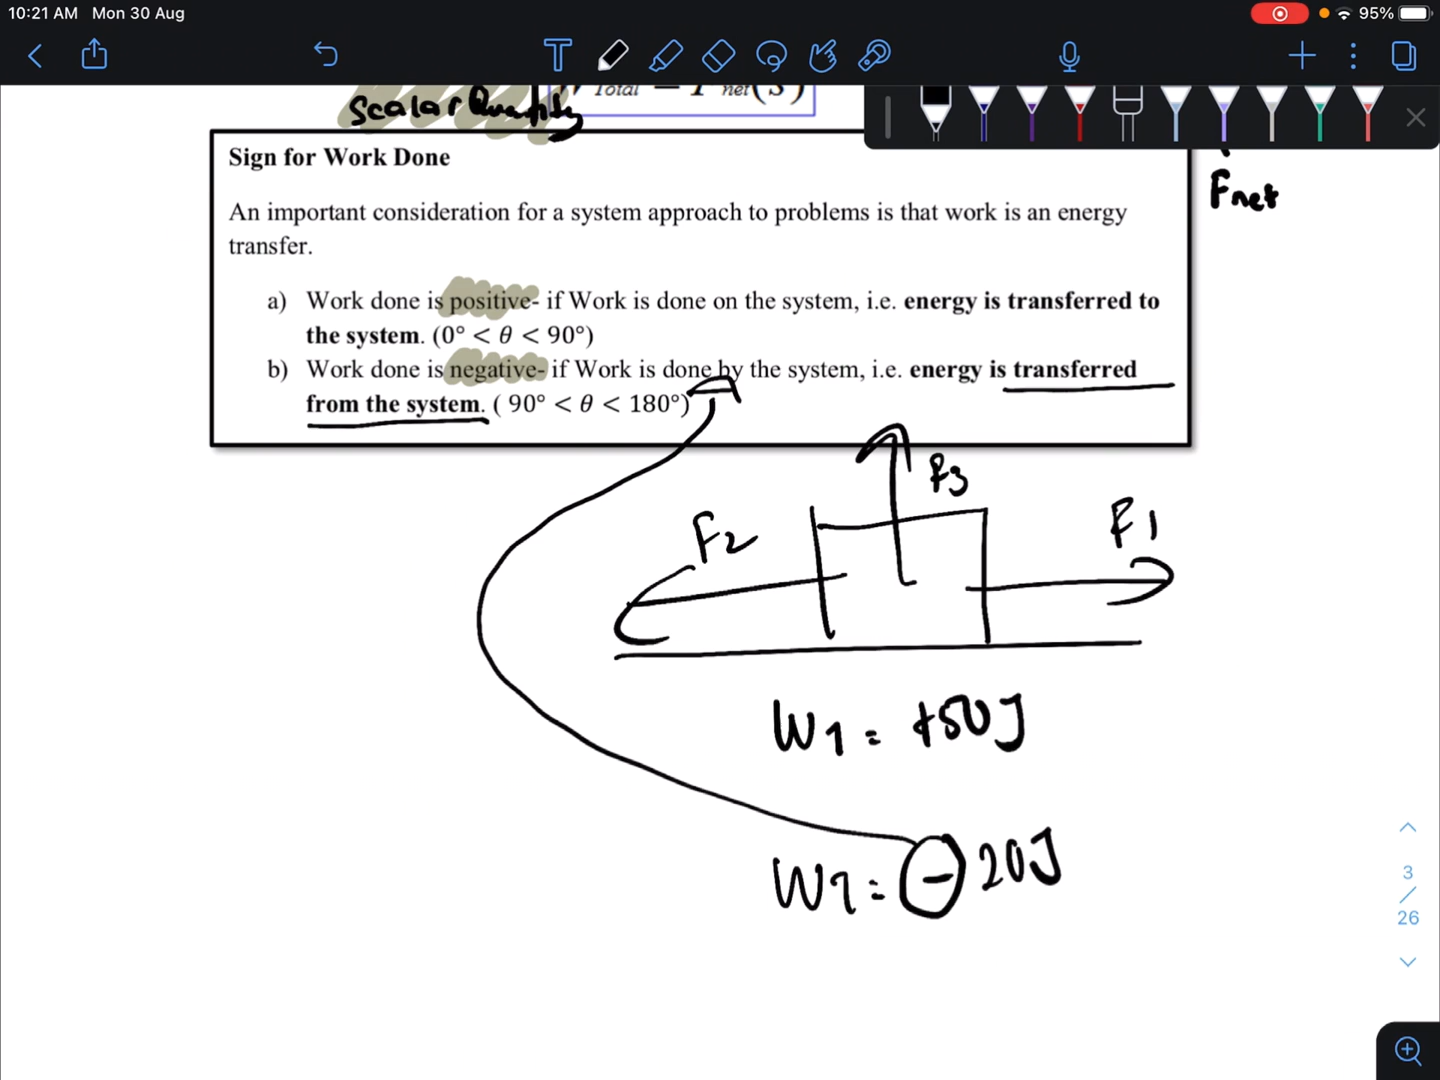 10:21 AM Mon 30 Aug
95%
T
Scalar Quantity
Total = F net(s)
Sign for Work Done
An important consideration for a system approach to problems is that work is an energy
transfer.
a) Work done is positive- if Work is done on the system, i.e. energy is transferred to
the system. (0° < θ < 90°)
b) Work done is negative- if Work is done by the system, i.e. energy is transferred
from the system. ( 90° < θ < 180°)
Fnet
F3
F2
F1
W1 = +50J
W2 = -20J
3
/
26